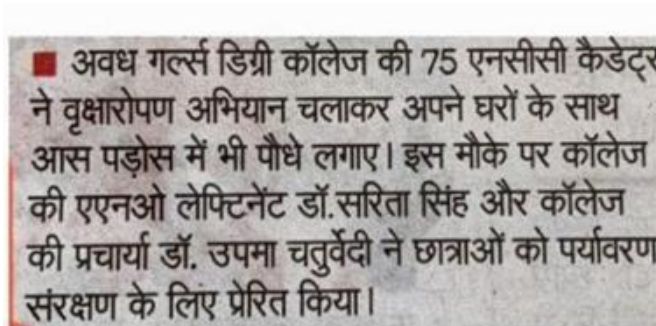 ■ अवध गर्ल्स डिग्री कॉलेज की 75 एनसीसी कैडेट्स
ने वृक्षारोपण अभियान चलाकर अपने घरों के साथ
आस पड़ोस में भी पौधे लगाए। इस मौके पर कॉलेज
की एएनओ लेफ्टिनेंट डॉ.सरिता सिंह और कॉलेज
की प्रचार्या डॉ. उपमा चतुर्वेदी ने छात्राओं को पर्यावरण
संरक्षण के लिए प्रेरित किया।